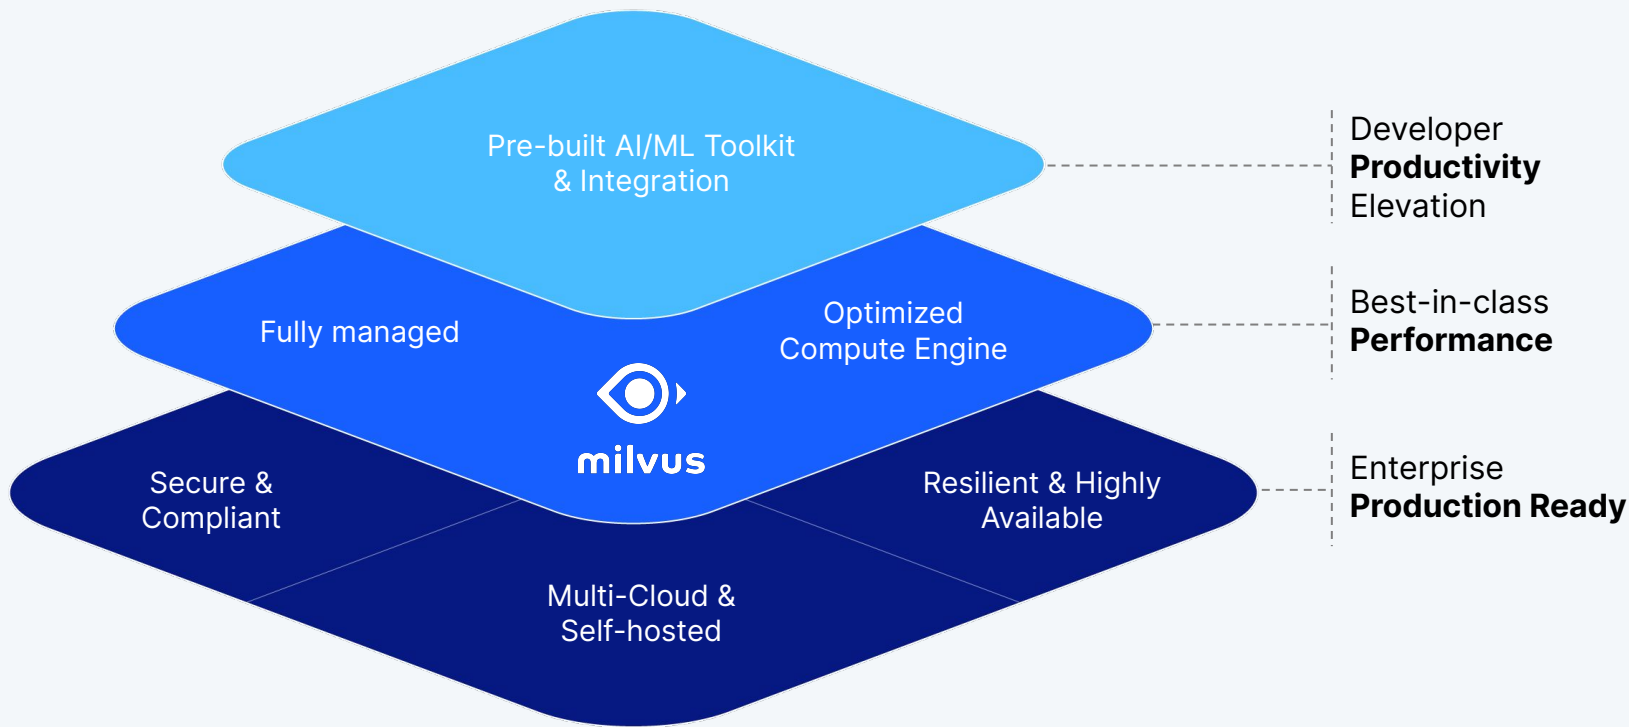 Pre-built AI/ML Toolkit
& Integration
Developer
Productivity
Elevation
Fully managed
Optimized
Compute Engine
milvus
Best-in-class
Performance
Secure &
Compliant
Multi-Cloud &
Self-hosted
Resilient & Highly
Available
Enterprise
Production Ready